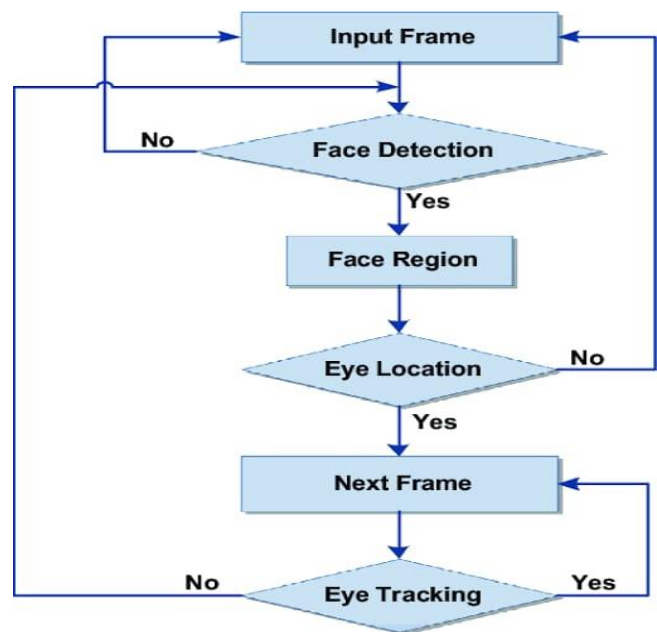 Input Frame
No
Face Detection
Yes
Face Region
Eye Location
No
Yes
Next Frame
No
Eye Tracking
Yes